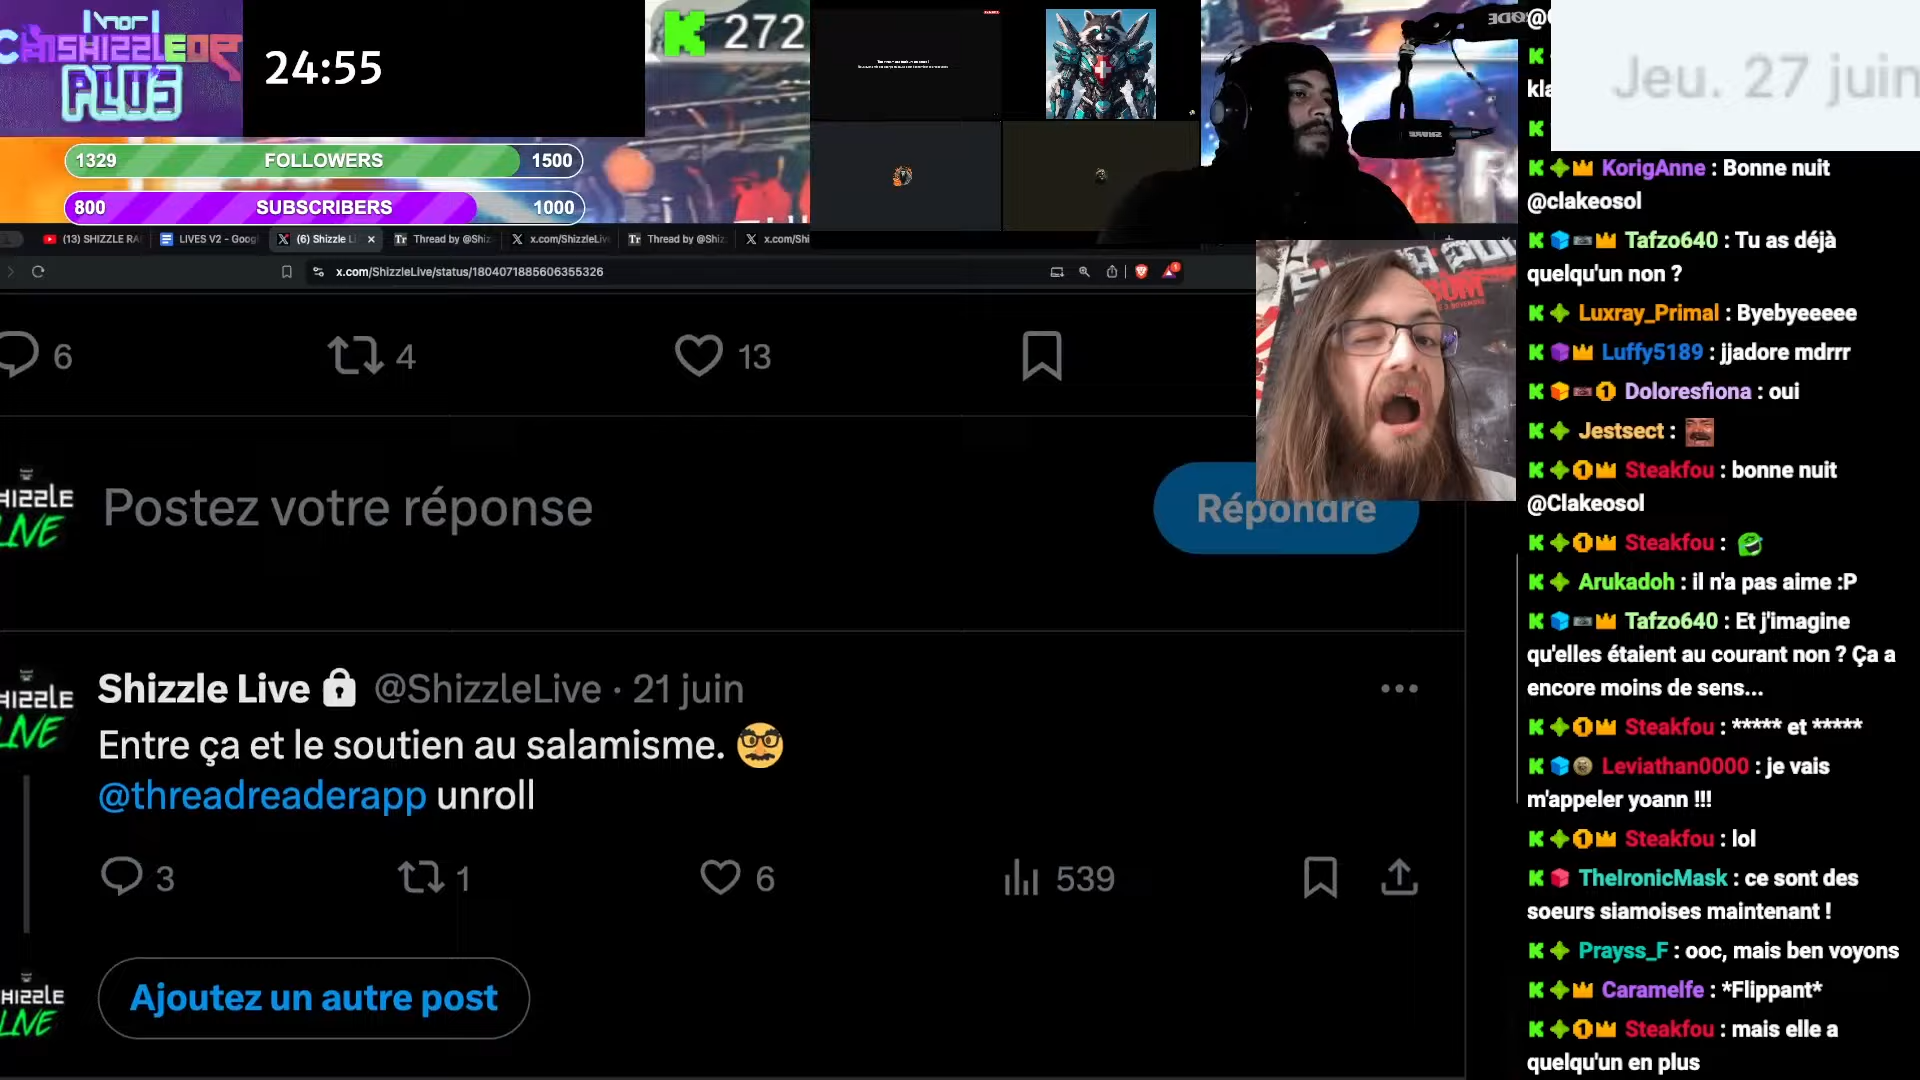 24:55
272
1329 FOLLOWERS 1500
800 SUBSCRIBERS 1000
PLUS
Jeu. 27 juin
(13) SHIZZLE RA
LIVES V2 - Goog
(6) Shizzle Li
Thread by @Shiz
x.com/ShizzleLiv
Thread by @Shiz
x.com/Shi
x.com/ShizzleLive/status/1804071885606355326
6
4
13
Postez votre réponse
Répondre
Shizzle Live @ShizzleLive · 21 juin
Entre ça et le soutien au salamisme.
@threadreaderapp unroll
3
1
6
539
Ajoutez un autre post
KorigAnne : Bonne nuit
@clakeosol
Tafzo640 : Tu as déjà
quelqu'un non ?
Luxray_Primal : Byebyeeeee
Luffy5189 : jjadore mdrrr
Doloresfiona : oui
Jestsect :
Steakfou : bonne nuit
@Clakeosol
Steakfou :
Arukadoh : il n'a pas aime :P
Tafzo640 : Et j'imagine
qu'elles étaient au courant non ? Ça a
encore moins de sens...
Steakfou : ***** et *****
Leviathan0000 : je vais
m'appeler yoann !!!
Steakfou : lol
TheIronicMask : ce sont des
soeurs siamoises maintenant !
Prayss_F : ooc, mais ben voyons
Caramelfe : *Flippant*
Steakfou : mais elle a
quelqu'un en plus